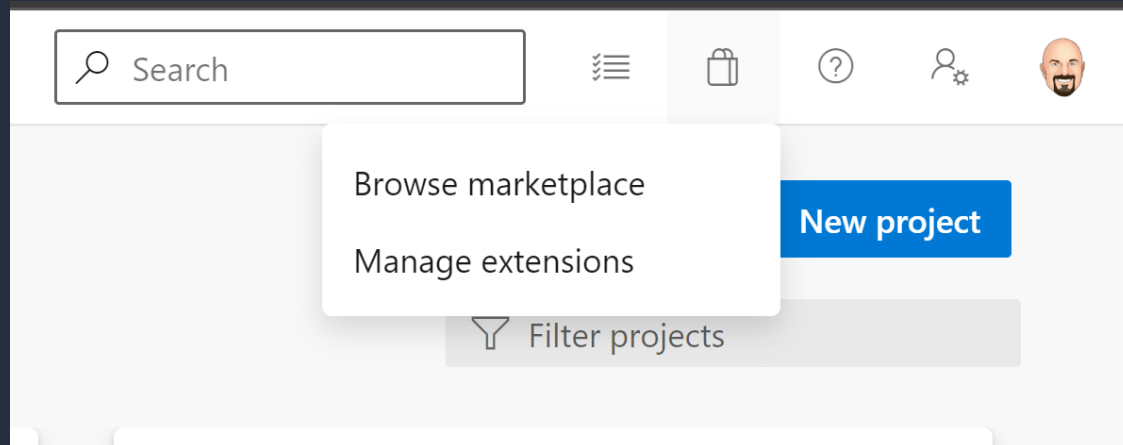 Search
Browse marketplace
New project
Manage extensions
Filter projects